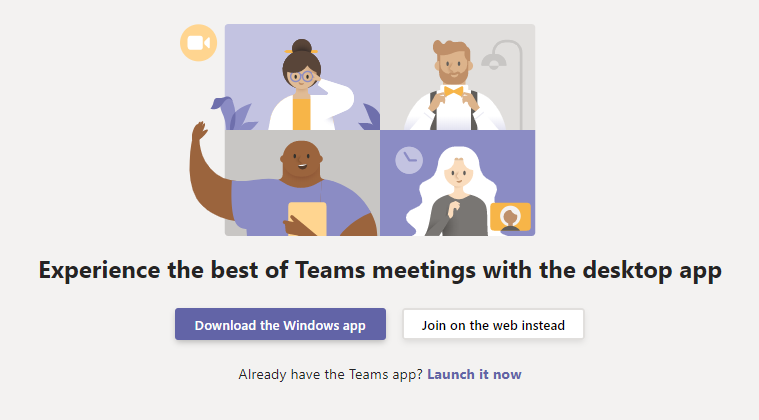 Experience the best of Teams meetings with the desktop app
Download the Windows app
Join on the web instead
Already have the Teams app? Launch it now